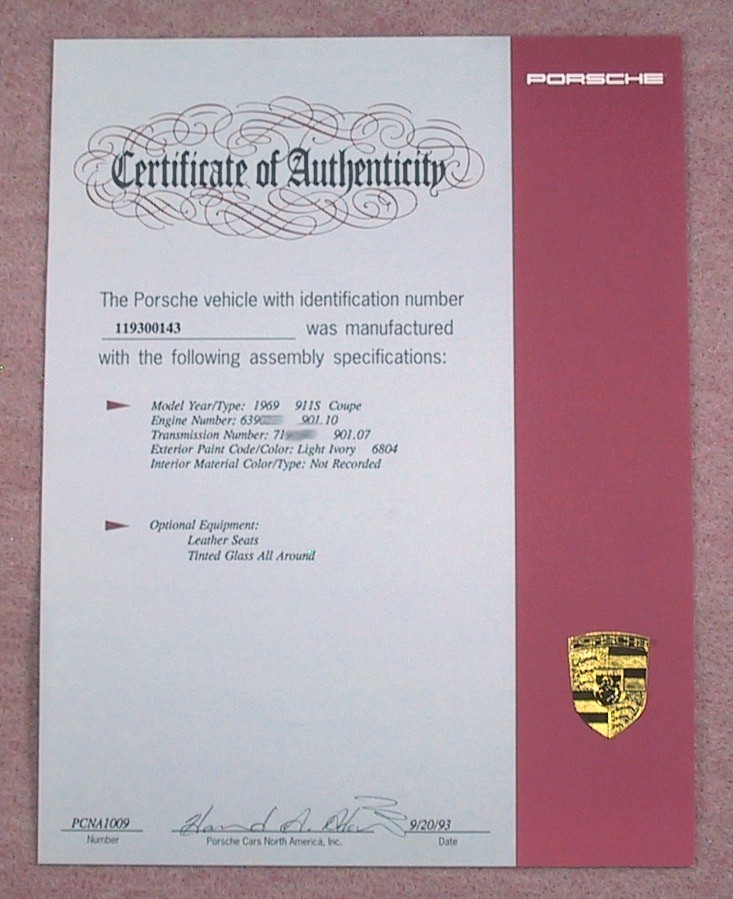 PORSCHE
Certificate of Authenticity
The Porsche vehicle with identification number
119300143 was manufactured
with the following assembly specifications:
Model Year/Type: 1969 911S Coupe
Engine Number: 639 901.10
Transmission Number: 71 901.07
Exterior Paint Code/Color: Light Ivory 6804
Interior Material Color/Type: Not Recorded
Optional Equipment:
Leather Seats
Tinted Glass All Around
PORSCHE
PCNA1009 9/20/93
Number Porsche Cars North America, Inc. Date